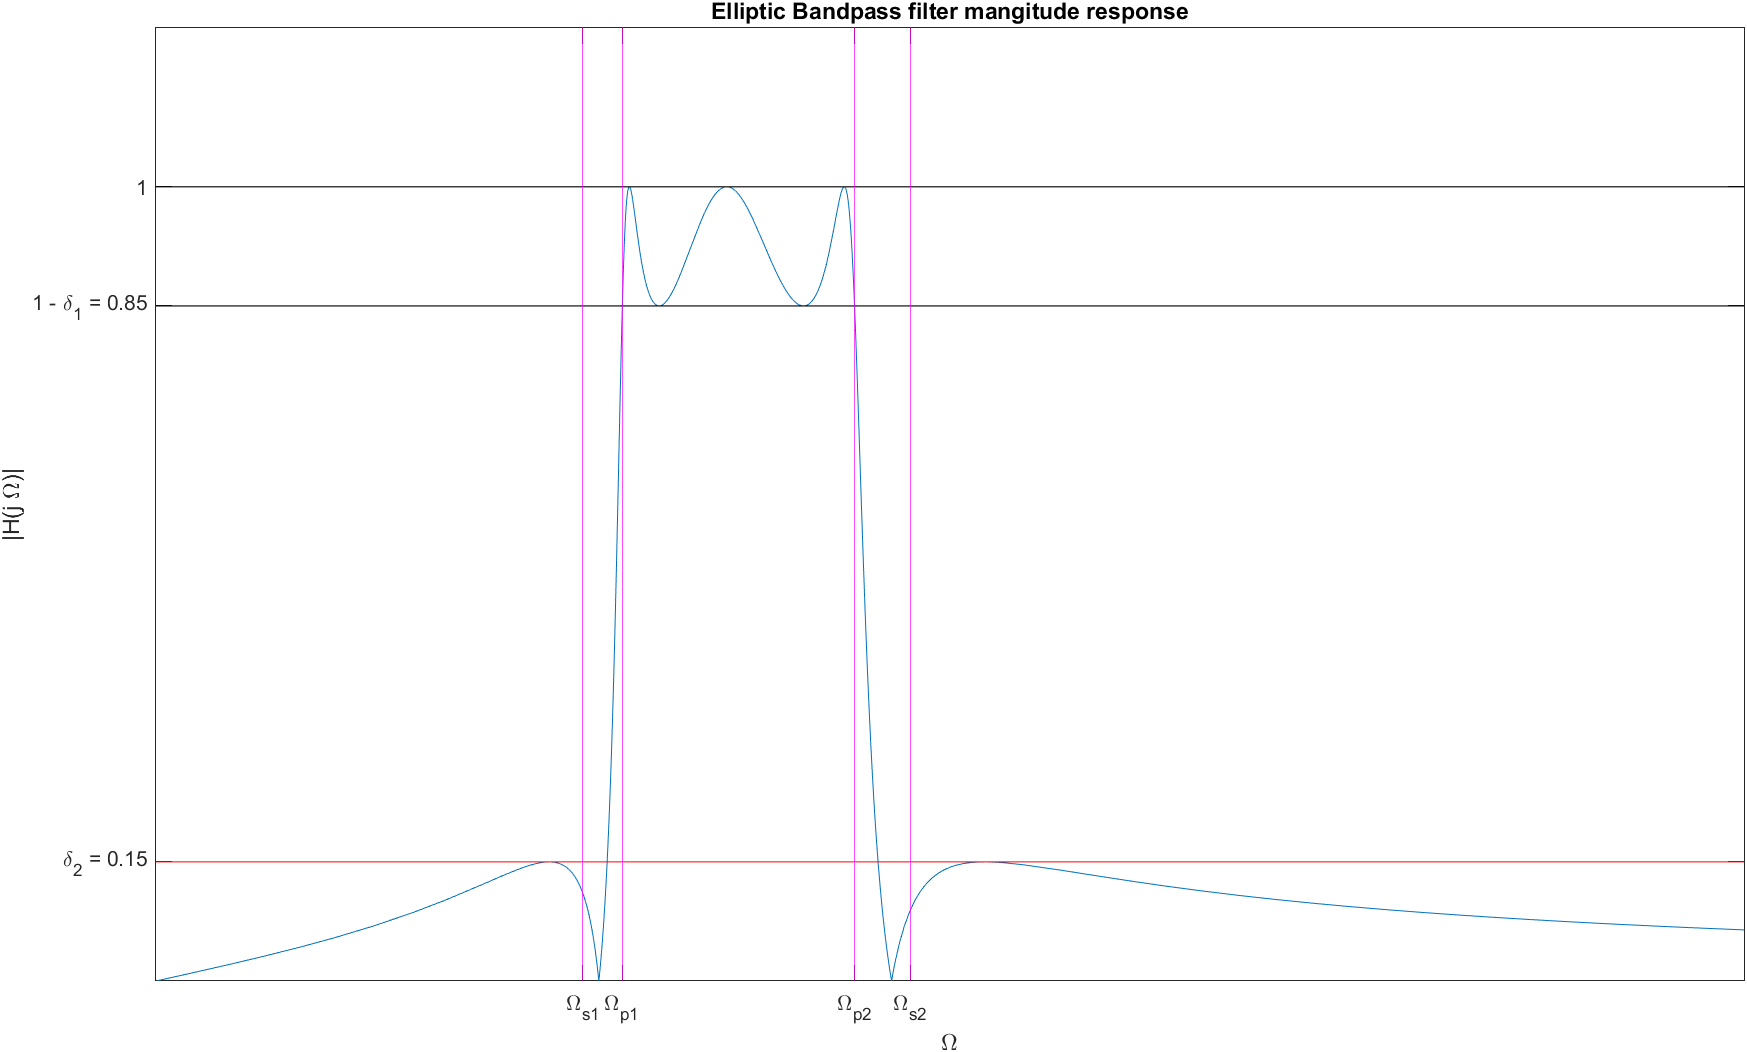 Elliptic Bandpass filter mangitude response
1
1 - δ1 = 0.85
|H(j Ω)|
δ2 = 0.15
Ωs1 Ωp1 Ωp2 Ωs2
Ω